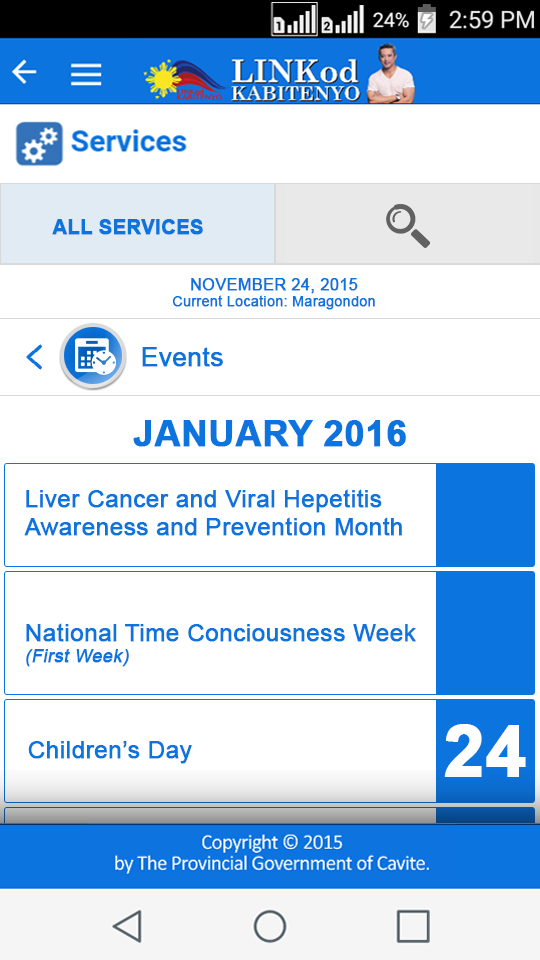 1 2 24% 2:59 PM
LINKod
KABITENYO
Services
ALL SERVICES
NOVEMBER 24, 2015
Current Location: Maragondon
Events
JANUARY 2016
Liver Cancer and Viral Hepetitis
Awareness and Prevention Month
National Time Conciousness Week
(First Week)
Children's Day
24
Copyright © 2015
by The Provincial Government of Cavite.